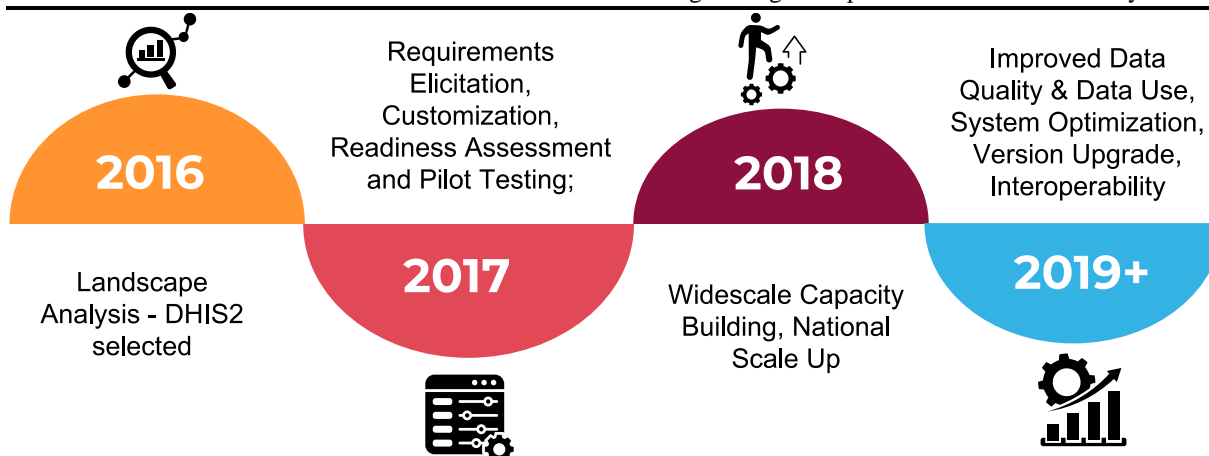 2016
Landscape
Analysis - DHIS2
selected
Requirements
Elicitation,
Customization,
Readiness Assessment
and Pilot Testing;
2017
2018
Widescale Capacity
Building, National
Scale Up
Improved Data
Quality & Data Use,
System Optimization,
Version Upgrade,
Interoperability
2019+